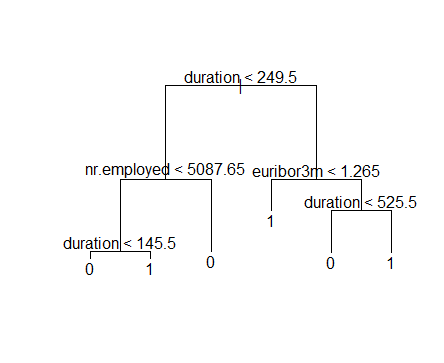 duration < 249.5
nr.employed < 5087.65
euribor3m < 1.265
duration < 525.5
1
duration < 145.5
0
1
0
0
1